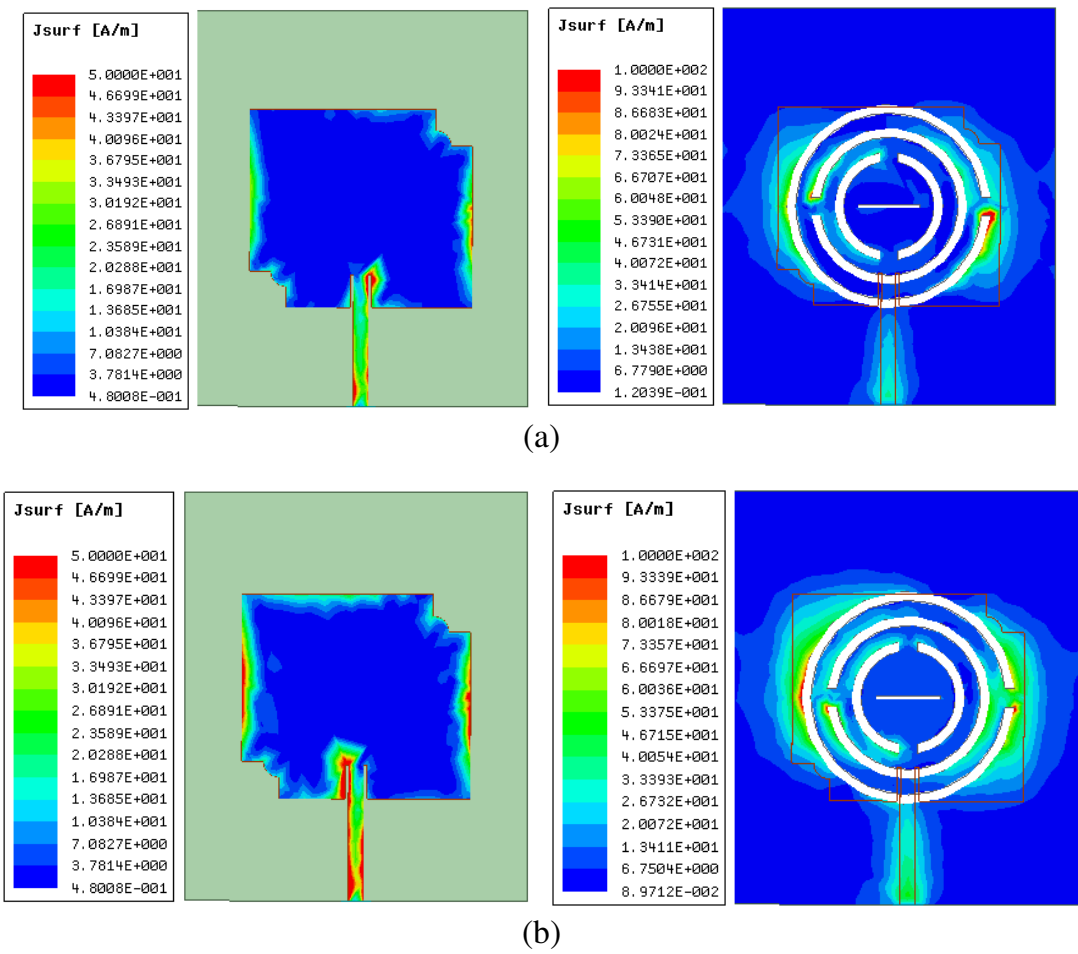 Jsurf [A/m]
5.0000E+001
4.6699E+001
4.3397E+001
4.0096E+001
3.6795E+001
3.3493E+001
3.0192E+001
2.6891E+001
2.3589E+001
2.0288E+001
1.6987E+001
1.3685E+001
1.0384E+001
7.0827E+000
3.7814E+000
4.8008E-001
Jsurf [A/m]
1.0000E+002
9.3341E+001
8.6683E+001
8.0024E+001
7.3365E+001
6.6707E+001
6.0048E+001
5.3390E+001
4.6731E+001
4.0072E+001
3.3414E+001
2.6755E+001
2.0096E+001
1.3438E+001
6.7790E+000
1.2039E-001
(a)
Jsurf [A/m]
5.0000E+001
4.6699E+001
4.3397E+001
4.0096E+001
3.6795E+001
3.3493E+001
3.0192E+001
2.6891E+001
2.3589E+001
2.0288E+001
1.6987E+001
1.3685E+001
1.0384E+001
7.0827E+000
3.7814E+000
4.8008E-001
Jsurf [A/m]
1.0000E+002
9.3339E+001
8.6679E+001
8.0018E+001
7.3357E+001
6.6697E+001
6.0036E+001
5.3375E+001
4.6715E+001
4.0054E+001
3.3393E+001
2.6732E+001
2.0072E+001
1.3411E+001
6.7504E+000
8.9712E-002
(b)